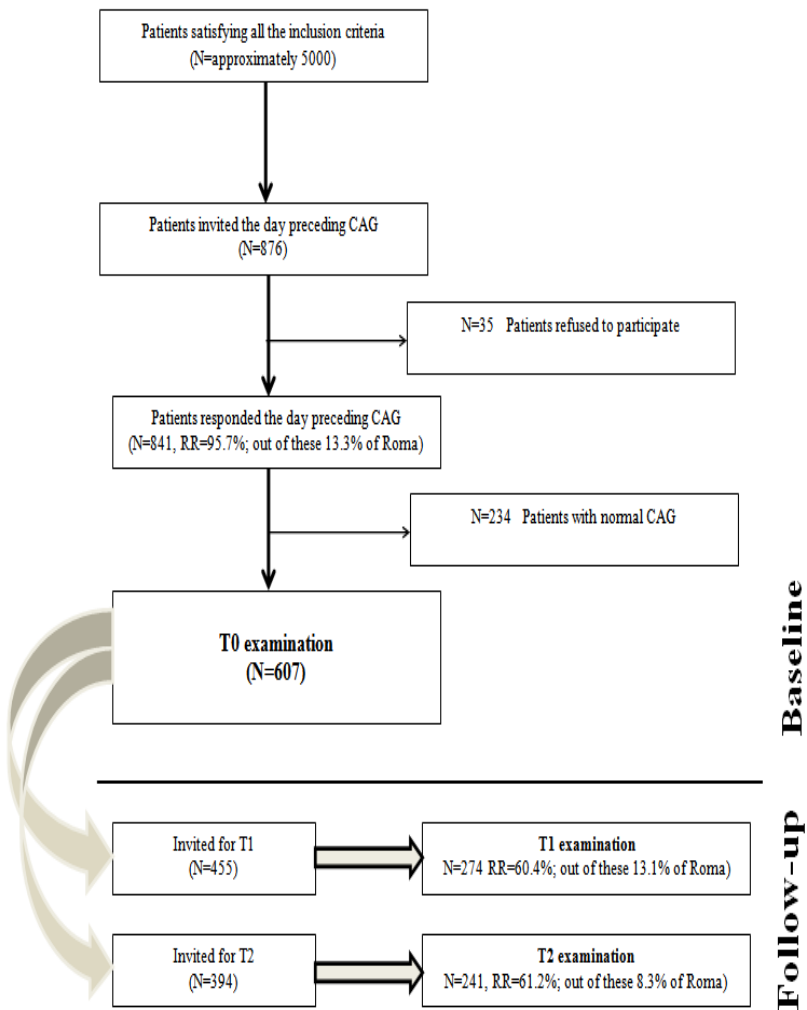 Patients satisfying all the inclusion criteria
(N=approximately 5000)
Patients invited the day preceding CAG
(N=876)
N=35 Patients refused to participate
Patients responded the day preceding CAG
(N=841, RR=95.7%; out of these 13.3% of Roma)
N=234 Patients with normal CAG
T0 examination
(N=607)
Baseline
Invited for T1
(N=455)
T1 examination
N=274 RR=60.4%; out of these 13.1% of Roma)
Invited for T2
(N=394)
T2 examination
N=241, RR=61.2%; out of these 8.3% of Roma)
Follow-up